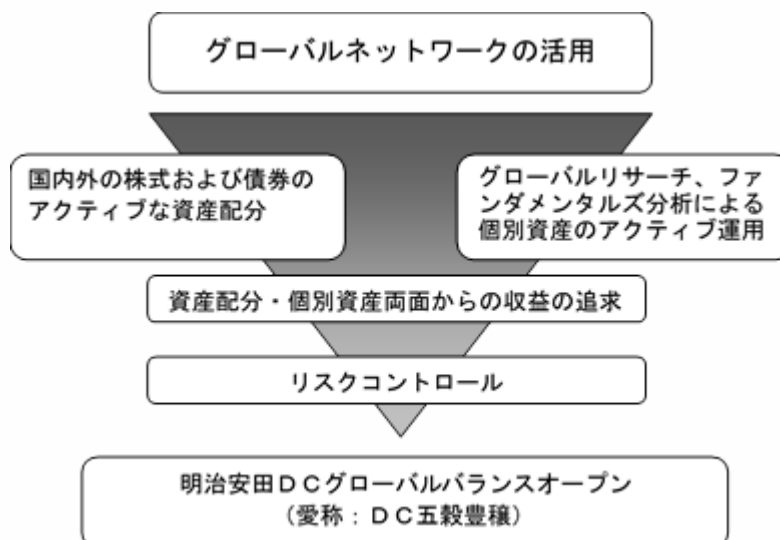 グローバルネットワークの活用
国内外の株式および債券の
アクティブな資産配分
グローバルリサーチ、ファ
ンダメンタルズ分析による
個別資産のアクティブ運用
資産配分・個別資産両面からの収益の追求
リスクコントロール
明治安田ＤＣグローバルバランスオープン
（愛称：ＤＣ五穀豊穣）